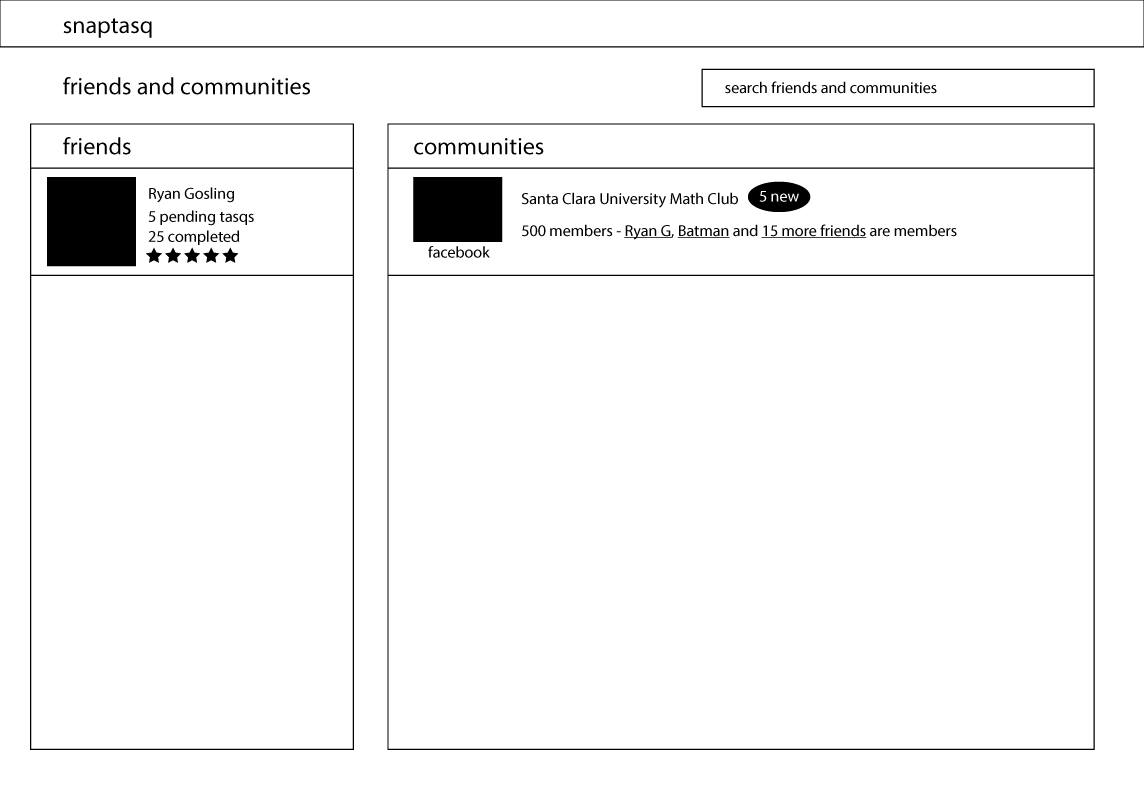 snaptasq
friends and communities
search friends and communities
friends
Ryan Gosling
5 pending tasqs
25 completed
communities
Santa Clara University Math Club 5 new
500 members - Ryan G, Batman and 15 more friends are members
facebook